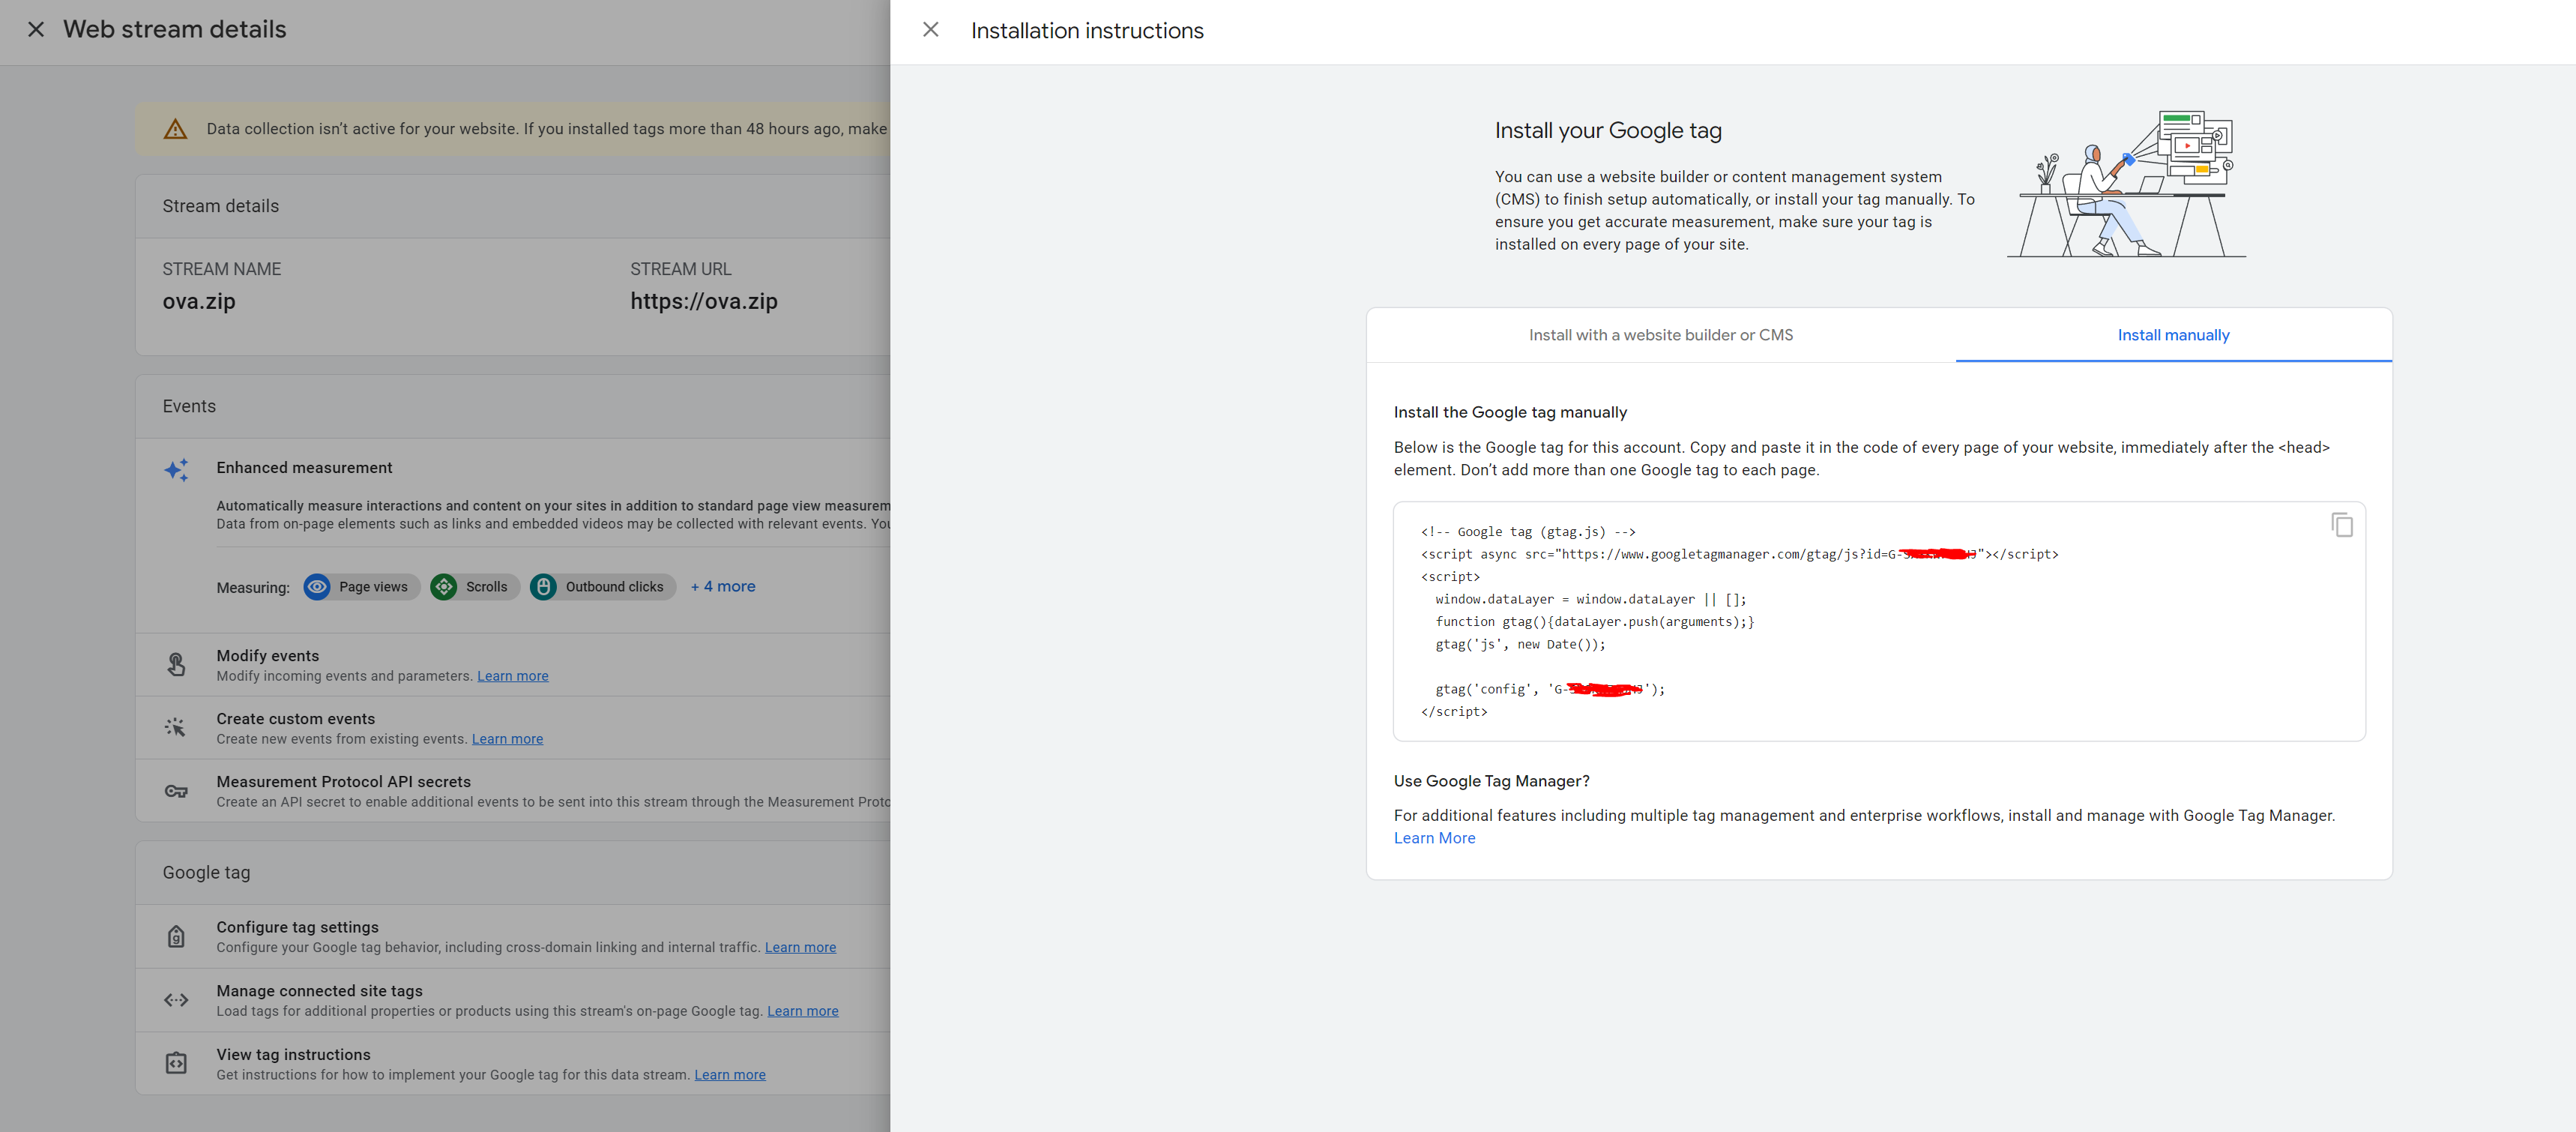 Web stream details
Data collection isn't active for your website. If you installed tags more than 48 hours ago, make
Stream details
STREAM NAME
ova.zip
STREAM URL
https://ova.zip
Events
Enhanced measurement
Automatically measure interactions and content on your sites in addition to standard page view measurem
Data from on-page elements such as links and embedded videos may be collected with relevant events. You
Measuring: Page views Scrolls Outbound clicks + 4 more
Modify events
Modify incoming events and parameters. Learn more
Create custom events
Create new events from existing events. Learn more
Measurement Protocol API secrets
Create an API secret to enable additional events to be sent into this stream through the Measurement Proto
Google tag
Configure tag settings
Configure your Google tag behavior, including cross-domain linking and internal traffic. Learn more
Manage connected site tags
Load tags for additional properties or products using this stream's on-page Google tag. Learn more
View tag instructions
Get instructions for how to implement your Google tag for this data stream. Learn more
Installation instructions
Install your Google tag
You can use a website builder or content management system
(CMS) to finish setup automatically, or install your tag manually. To
ensure you get accurate measurement, make sure your tag is
installed on every page of your site.
Install with a website builder or CMS
Install manually
Install the Google tag manually
Below is the Google tag for this account. Copy and paste it in the code of every page of your website, immediately after the <head>
element. Don't add more than one Google tag to each page.
<!-- Google tag (gtag.js) -->
<script async src="https://www.googletagmanager.com/gtag/js?id=G-"></script>
<script>
window.dataLayer = window.dataLayer || [];
function gtag(){dataLayer.push(arguments);}
gtag('js', new Date());
gtag('config', 'G-');
</script>
Use Google Tag Manager?
For additional features including multiple tag management and enterprise workflows, install and manage with Google Tag Manager.
Learn More